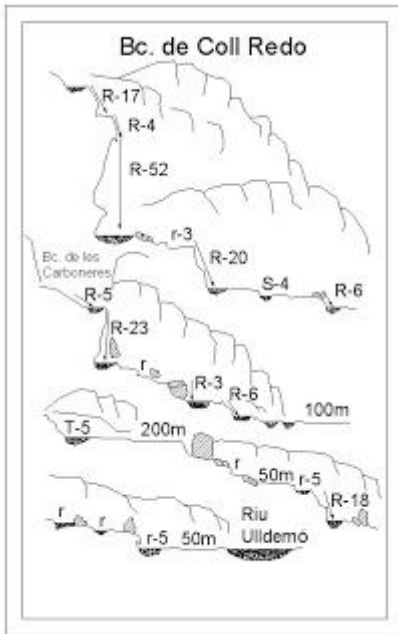 Bc. de Coll Redo
R-17
R-4
R-52
r-3
R-20
S-4
R-6
Bc. de les
Carboneres
R-5
R-23
r
R-3
R-6
100m
T-5
200m
r
50m
r-5
R-18
r
r
r-5
50m
Riu
Ulldemó